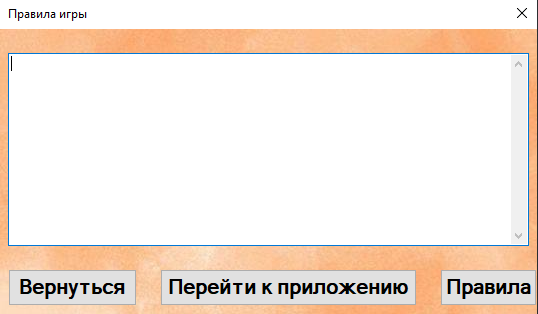 Правила игры
Вернуться
Перейти к приложению
Правила